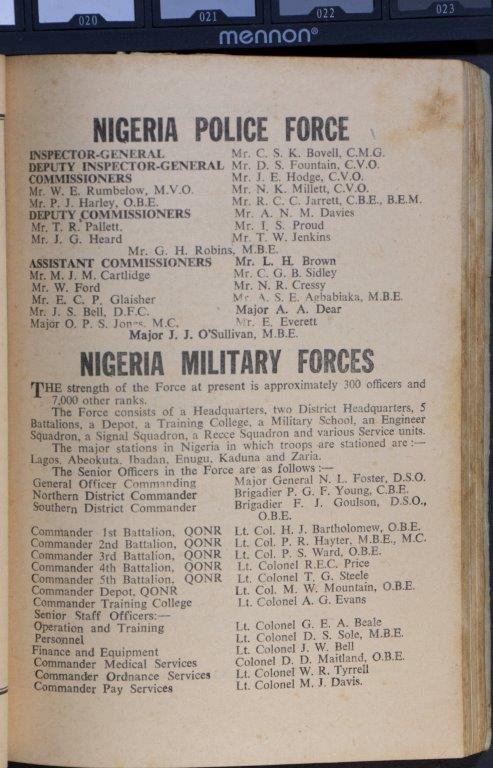 020 021 022 023
mennon®
NIGERIA POLICE FORCE
INSPECTOR-GENERAL Mr. C. S. K. Bovell, C.M.G.
DEPUTY INSPECTOR-GENERAL Mr. D. S. Fountain, C.V.O.
COMMISSIONERS Mr. J. E. Hodge, C.V.O.
Mr. W. E. Rumbelow, M.V.O. Mr. N. K. Millett, C.V.O.
Mr. P. J. Harley, O.B.E. Mr. R. C. C. Jarrett, C.B.E., B.E.M.
DEPUTY COMMISSIONERS Mr. A. N. M. Davies
Mr. T. R. Pallett. Mr. I. S. Proud
Mr. J. G. Heard Mr. T. W. Jenkins
Mr. G. H. Robins, M.B.E.
ASSISTANT COMMISSIONERS Mr. L. H. Brown
Mr. M. J. M. Cartlidge Mr. C. G. B. Sidley
Mr. W. Ford Mr. N. R. Cressy
Mr. E. C. P. Glaisher Mr. A. S. E. Agbabiaka, M.B.E.
Mr. J. S. Bell, D.F.C. Major A. A. Dear
Major O. P. S. Jones, M.C. Mr. E. Everett
Major J. J. O'Sullivan, M.B.E.
NIGERIA MILITARY FORCES
THE strength of the Force at present is approximately 300 officers and
7,000 other ranks.
The Force consists of a Headquarters, two District Headquarters, 5
Battalions, a Depot, a Training College, a Military School, an Engineer
Squadron, a Signal Squadron, a Recce Squadron and various Service units.
The major stations in Nigeria in which troops are stationed are :—
Lagos, Abeokuta, Ibadan, Enugu, Kaduna and Zaria.
The Senior Officers in the Force are as follows :—
General Officer Commanding Major General N. L. Foster, D.S.O.
Northern District Commander Brigadier P. G. F. Young, C.B.E.
Southern District Commander Brigadier F. J. Goulson, D.S.O.,
O.B.E.
Commander 1st Battalion, QONR Lt. Col. H. J. Bartholomew, O.B.E.
Commander 2nd Battalion, QONR Lt. Col. P. R. Hayter, M.B.E., M.C.
Commander 3rd Battalion, QONR Lt. Col. P. S. Ward, O.B.E.
Commander 4th Battalion, QONR Lt. Colonel R.E.C. Price
Commander 5th Battalion, QONR Lt. Colonel T. G. Steele
Commander Depot, QONR Lt. Col. M. W. Mountain, O.B.E.
Commander Training College Lt. Colonel A. G. Evans
Senior Staff Officers:—
Operation and Training Lt. Colonel G. E. A. Beale
Personnel Lt. Colonel D. S. Sole, M.B.E.
Finance and Equipment Lt. Colonel J. W. Bell
Commander Medical Services Colonel D. D. Maitland, O.B.E.
Commander Ordnance Services Lt. Colonel W. R. Tyrrell
Commander Pay Services Lt. Colonel M. J. Davis.